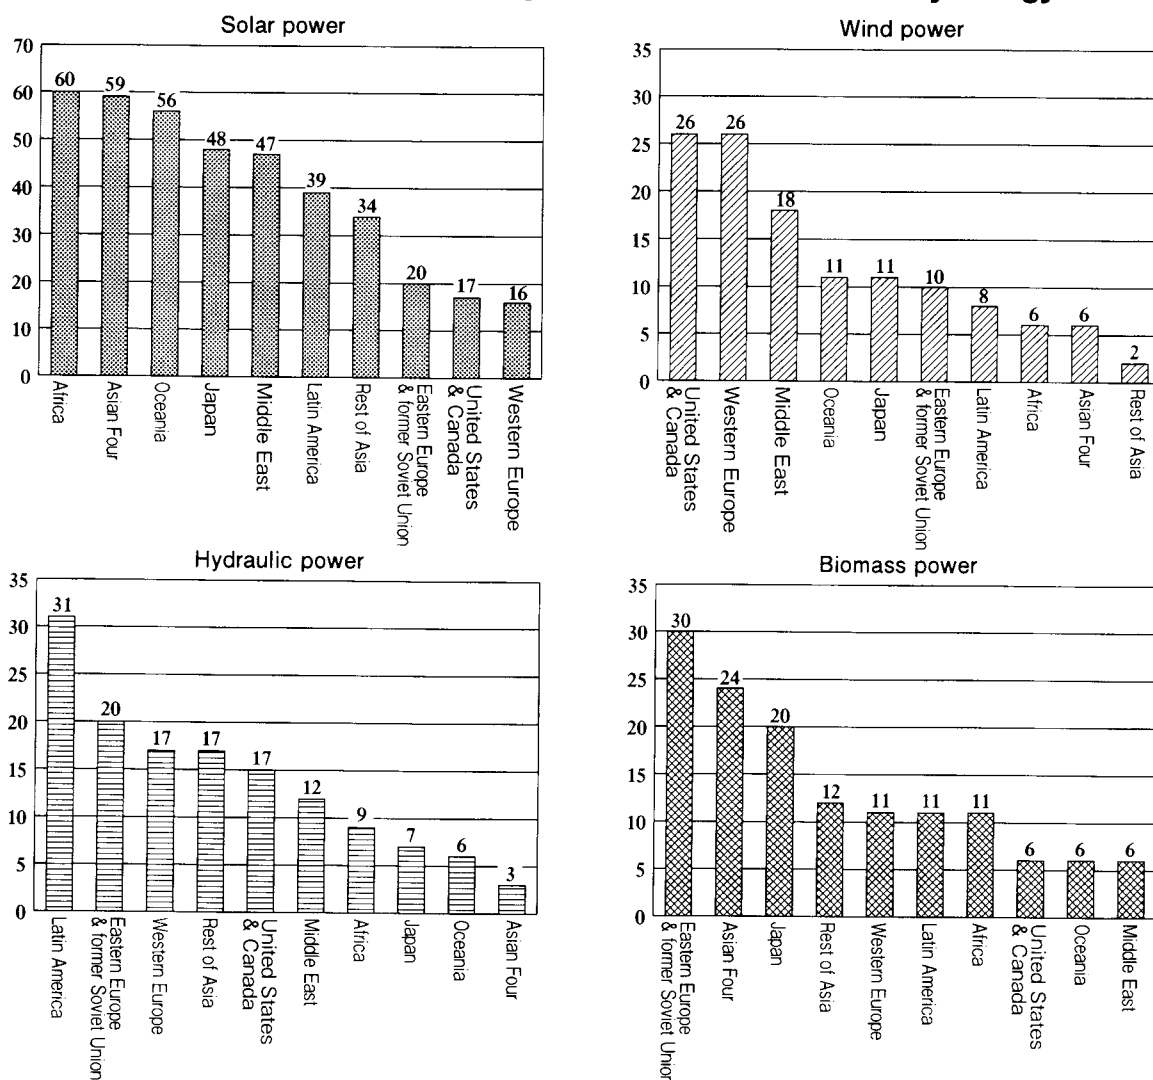 Solar power
70
60
50
40
30
20
10
0
60
59
56
48
47
39
34
20
17
16
Africa
Asian Four
Oceania
Japan
Middle East
Latin America
Rest of Asia
Eastern Europe
& former Soviet Union
United States
& Canada
Western Europe
Wind power
35
30
25
20
15
10
5
0
26
26
18
11
11
10
8
6
6
2
United States
& Canada
Western Europe
Middle East
Oceania
Japan
Eastern Europe
& former Soviet Union
Latin America
Africa
Asian Four
Rest of Asia
Hydraulic power
35
30
25
20
15
10
5
0
31
20
17
17
17
12
9
7
6
3
Latin America
Eastern Europe
& former Soviet Union
Western Europe
Rest of Asia
United States
& Canada
Middle East
Africa
Japan
Oceania
Asian Four
Biomass power
35
30
25
20
15
10
5
0
30
24
20
12
11
11
11
6
6
6
Eastern Europe
& former Soviet Union
Asian Four
Japan
Rest of Asia
Western Europe
Latin America
Africa
United States
& Canada
Oceania
Middle East